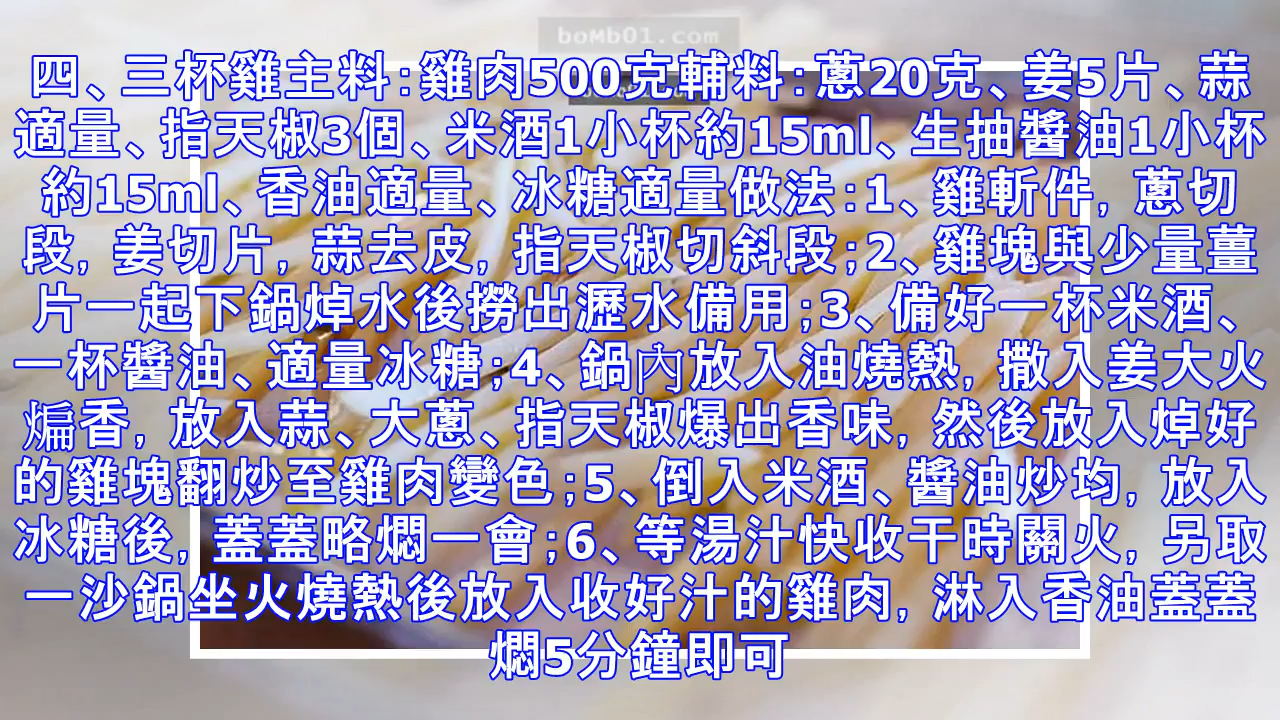 bomb01.com
四、三杯雞主料:雞肉500克輔料:蔥20克、姜5片、蒜
適量、指天椒3個、米酒1小杯約15ml、生抽醬油1小杯
約15ml、香油適量、冰糖適量做法:1、雞斬件, 蔥切
段, 姜切片, 蒜去皮, 指天椒切斜段;2、雞塊與少量薑
片一起下鍋焯水後撈出瀝水備用;3、備好一杯米酒、
一杯醬油、適量冰糖;4、鍋內放入油燒熱, 撒入姜大火
煸香, 放入蒜、大蔥、指天椒爆出香味, 然後放入焯好
的雞塊翻炒至雞肉變色;5、倒入米酒、醬油炒均, 放入
冰糖後, 蓋蓋略燜一會;6、等湯汁快收干時關火, 另取
一沙鍋坐火燒熱後放入收好汁的雞肉, 淋入香油蓋蓋
燜5分鐘即可